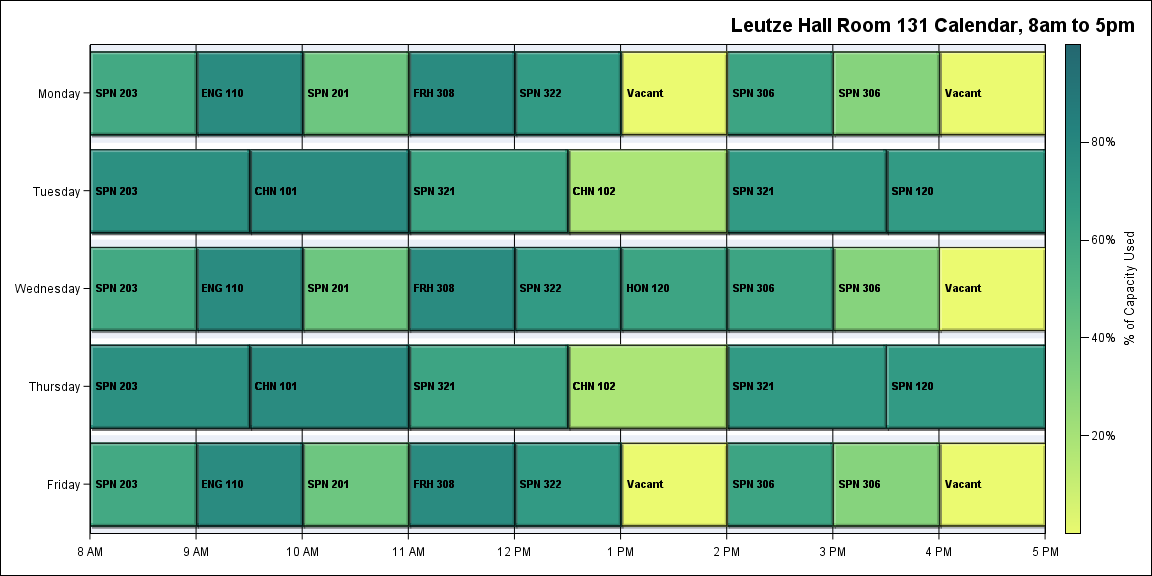 Leutze Hall Room 131 Calendar, 8am to 5pm
Monday
SPN 203
ENG 110
SPN 201
FRH 308
SPN 322
Vacant
SPN 306
SPN 306
Vacant
Tuesday
SPN 203
CHN 101
SPN 321
CHN 102
SPN 321
SPN 120
Wednesday
SPN 203
ENG 110
SPN 201
FRH 308
SPN 322
HON 120
SPN 306
SPN 306
Vacant
Thursday
SPN 203
CHN 101
SPN 321
CHN 102
SPN 321
SPN 120
Friday
SPN 203
ENG 110
SPN 201
FRH 308
SPN 322
Vacant
SPN 306
SPN 306
Vacant
8 AM
9 AM
10 AM
11 AM
12 PM
1 PM
2 PM
3 PM
4 PM
5 PM
80%
60%
40%
20%
% of Capacity Used